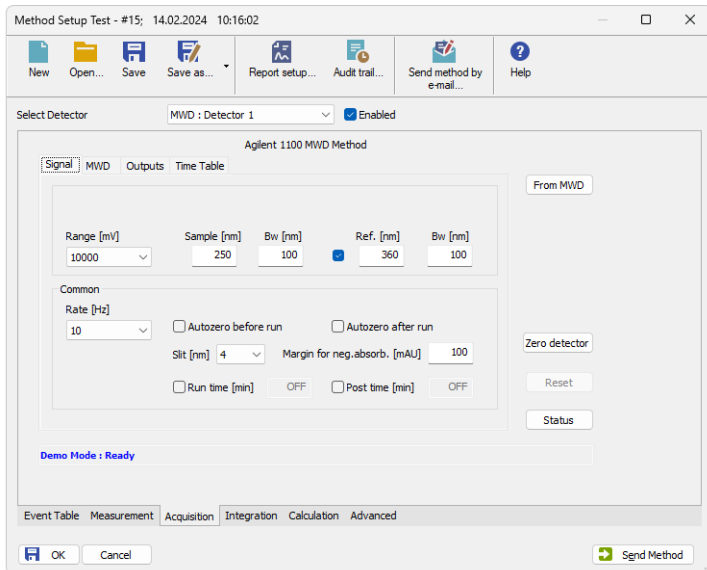 Method Setup Test - #15; 14.02.2024 10:16:02
New Open... Save Save as... Report setup... Audit trail... Send method by e-mail... Help
Select Detector MWD : Detector 1 Enabled
Agilent 1100 MWD Method
Signal MWD Outputs Time Table
From MWD
Range [mV] Sample [nm] Bw [nm] Ref. [nm] Bw [nm]
10000 250 100 360 100
Common
Rate [Hz]
10 Autozero before run Autozero after run
Zero detector
Slit [nm] 4 Margin for neg.absorb. [mAU] 100
Run time [min] OFF Post time [min] OFF
Reset
Status
Demo Mode : Ready
Event Table Measurement Acquisition Integration Calculation Advanced
OK Cancel Send Method